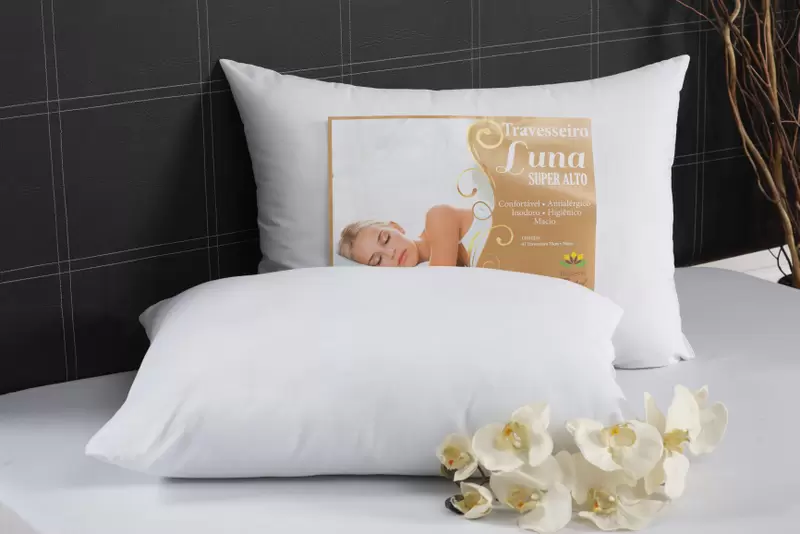 Travesseiro
Luna
SUPER ALTO
Confortável • Antialérgico
Inodoro • Higiênico
Macio